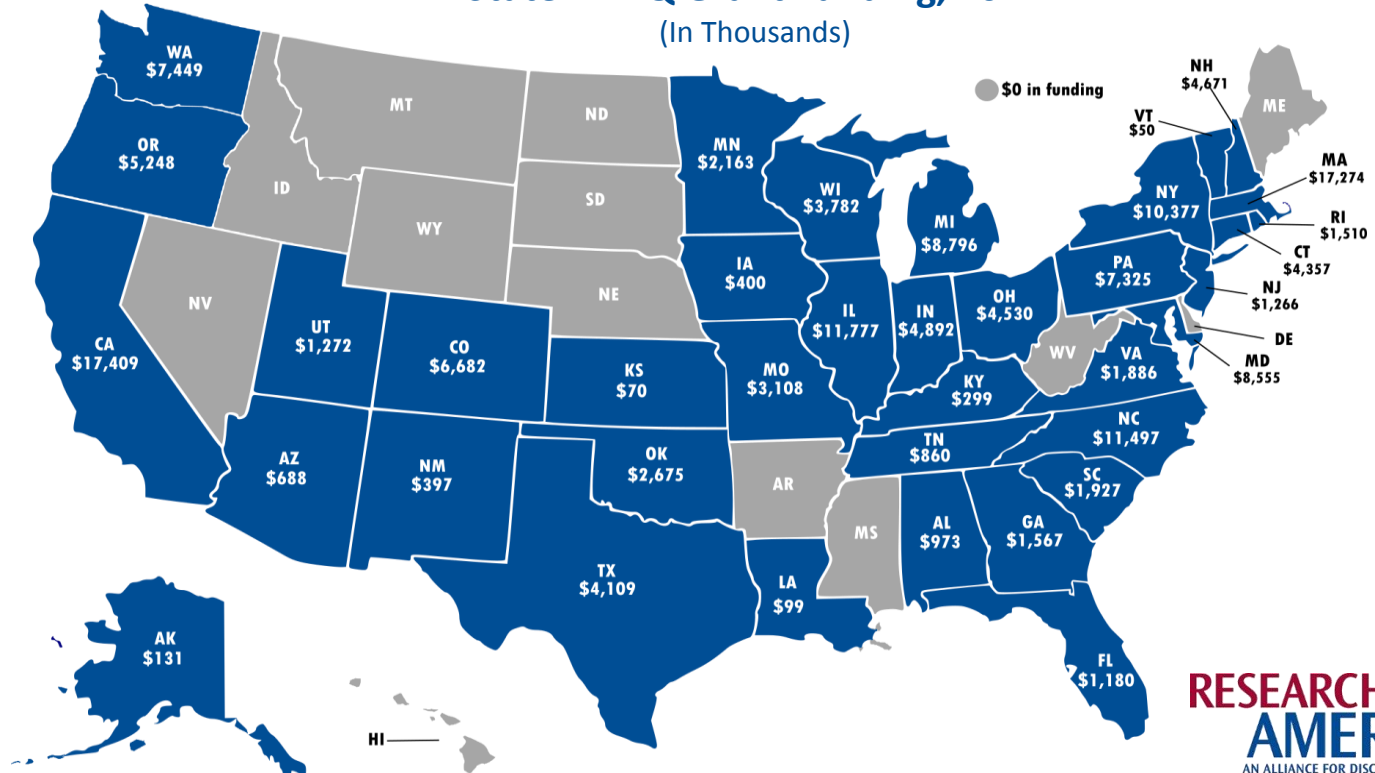 (In Thousands)
$0 in funding
WA
$7,449
OR
$5,248
CA
$17,409
NV
ID
MT
WY
UT
$1,272
CO
$6,682
AZ
$688
NM
$397
ND
SD
NE
KS
$70
OK
$2,675
TX
$4,109
MN
$2,163
IA
$400
MO
$3,108
AR
LA
$99
WI
$3,782
IL
$11,777
MS
MI
$8,796
IN
$4,892
OH
$4,530
KY
$299
TN
$860
AL
$973
GA
$1,567
FL
$1,180
SC
$1,927
NC
$11,497
VA
$1,886
WV
PA
$7,325
NY
$10,377
VT
$50
NH
$4,671
ME
MA
$17,274
RI
$1,510
CT
$4,357
NJ
$1,266
DE
MD
$8,555
AK
$131
HI
RESEARCH
AMER
AN ALLIANCE FOR DISC